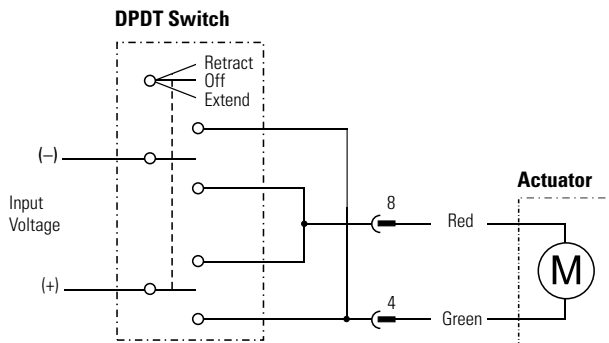 DPDT Switch
Retract
Off
Extend
(–)
Input
Voltage
(+)
8
Red
4
Green
Actuator
M